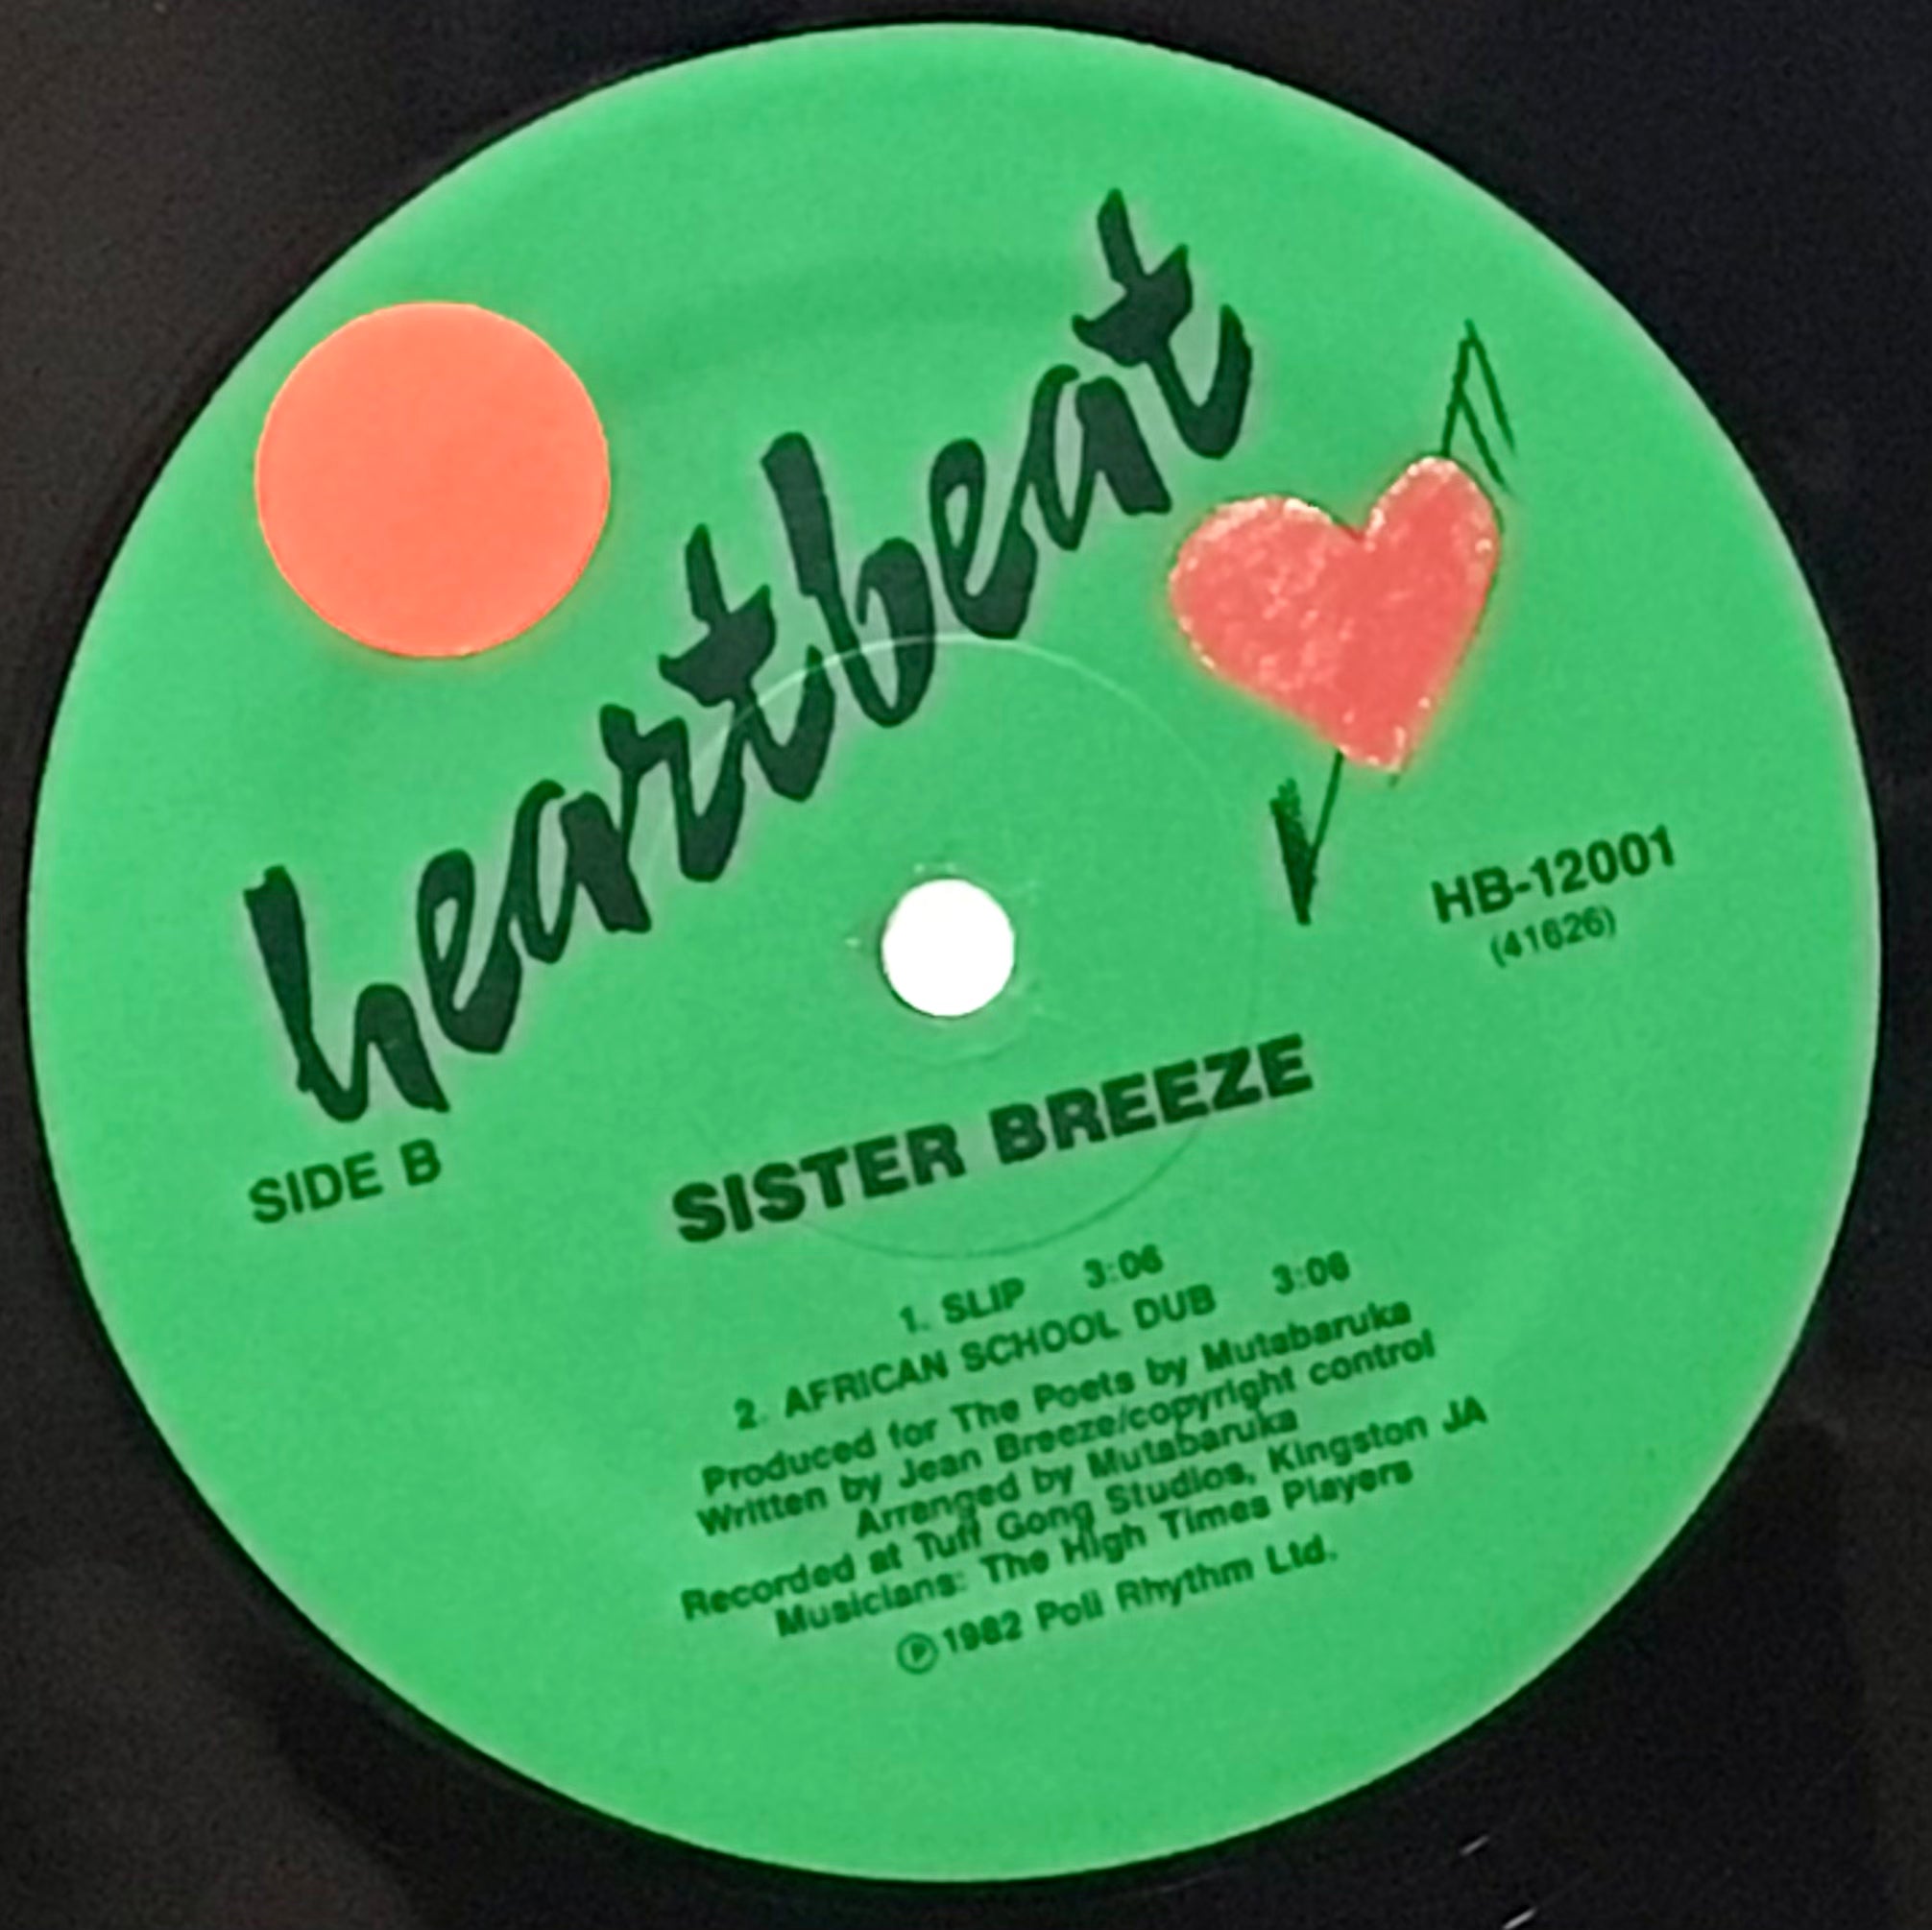 heartbeat
HB-12001
(41626)
SIDE B
SISTER BREEZE
1. SLIP 3:06
2. AFRICAN SCHOOL DUB 3:06
Produced for The Poets by Mutabaruka
Written by Jean Breeze/copyright control
Arranged by Mutabaruka
Recorded at Tuff Gong Studios, Kingston JA
Musicians: The High Times Players
℗ 1982 Poli Rhythm Ltd.